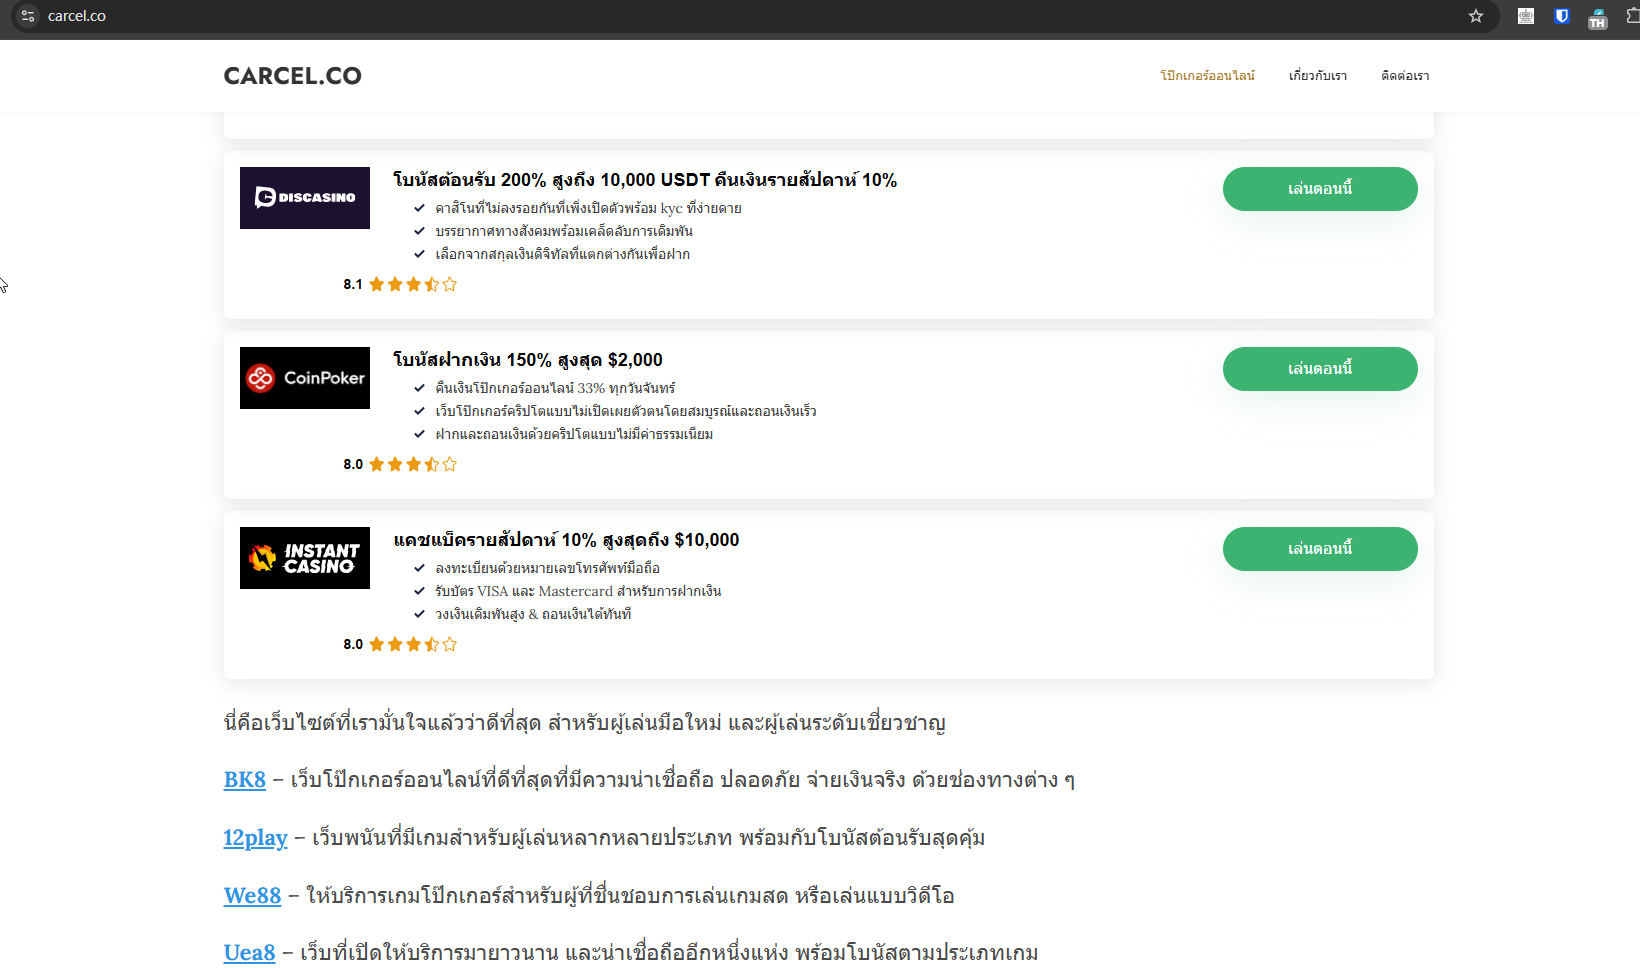 carcel.co
TH
CARCEL.CO
โป๊กเกอร์ออนไลน์
เกี่ยวกับเรา
ติดต่อเรา
DISCASINO
โบนัสต้อนรับ 200% สูงถึง 10,000 USDT คืนเงินรายสัปดาห์ 10%
คาสิโนที่ไม่ลงรอยกันที่เพิ่งเปิดตัวพร้อม kyc ที่ง่ายดาย
บรรยากาศทางสังคมพร้อมเคล็ดลับการเดิมพัน
เลือกจากสกุลเงินดิจิทัลที่แตกต่างกันเพื่อฝาก
8.1
เล่นตอนนี้
CoinPoker
โบนัสฝากเงิน 150% สูงสุด $2,000
คืนเงินโป๊กเกอร์ออนไลน์ 33% ทุกวันจันทร์
เว็บโป๊กเกอร์คริปโตแบบไม่เปิดเผยตัวตนโดยสมบูรณ์และถอนเงินเร็ว
ฝากและถอนเงินด้วยคริปโตแบบไม่มีค่าธรรมเนียม
8.0
เล่นตอนนี้
INSTANT
CASINO
แคชแบ็ครายสัปดาห์ 10% สูงสุดถึง $10,000
ลงทะเบียนด้วยหมายเลขโทรศัพท์มือถือ
รับบัตร VISA และ Mastercard สำหรับการฝากเงิน
วงเงินเดิมพันสูง & ถอนเงินได้ทันที
8.0
เล่นตอนนี้
นี่คือเว็บไซต์ที่เรามั่นใจแล้วว่าดีที่สุด สำหรับผู้เล่นมือใหม่ และผู้เล่นระดับเชี่ยวชาญ
BK8 – เว็บโป๊กเกอร์ออนไลน์ที่ดีที่สุดที่มีความน่าเชื่อถือ ปลอดภัย จ่ายเงินจริง ด้วยช่องทางต่าง ๆ
12play – เว็บพนันที่มีเกมสำหรับผู้เล่นหลากหลายประเภท พร้อมกับโบนัสต้อนรับสุดคุ้ม
We88 – ให้บริการเกมโป๊กเกอร์สำหรับผู้ที่ชื่นชอบการเล่นเกมสด หรือเล่นแบบวิดีโอ
Uea8 – เว็บที่เปิดให้บริการมายาวนาน และน่าเชื่อถืออีกหนึ่งแห่ง พร้อมโบนัสตามประเภทเกม